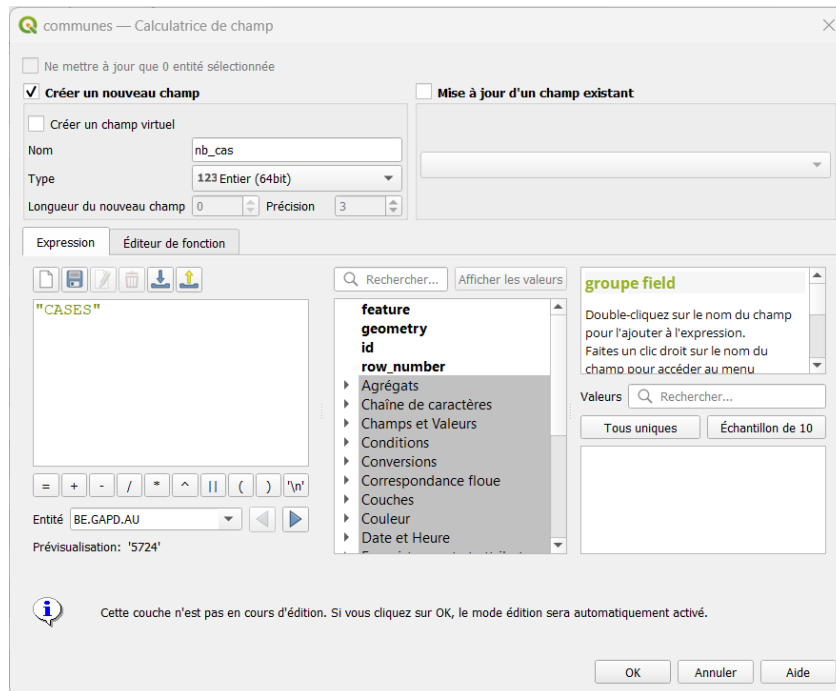 communes — Calculatrice de champ
Ne mettre à jour que 0 entité sélectionnée
Créer un nouveau champ
Mise à jour d'un champ existant
Créer un champ virtuel
Nom nb_cas
Type 123 Entier (64bit)
Longueur du nouveau champ 0 Précision 3
Expression Éditeur de fonction
"CASES"
= + - / * ^ || ( ) '\n'
Entité BE.GAPD.AU
Prévisualisation: '5724'
Rechercher... Afficher les valeurs
feature
geometry
id
row_number
Agrégats
Chaîne de caractères
Champs et Valeurs
Conditions
Conversions
Correspondance floue
Couches
Couleur
Date et Heure
groupe field
Double-cliquez sur le nom du champ
pour l'ajouter à l'expression.
Faites un clic droit sur le nom du
champ pour accéder au menu
Valeurs Rechercher...
Tous uniques Échantillon de 10
Cette couche n'est pas en cours d'édition. Si vous cliquez sur OK, le mode édition sera automatiquement activé.
OK Annuler Aide